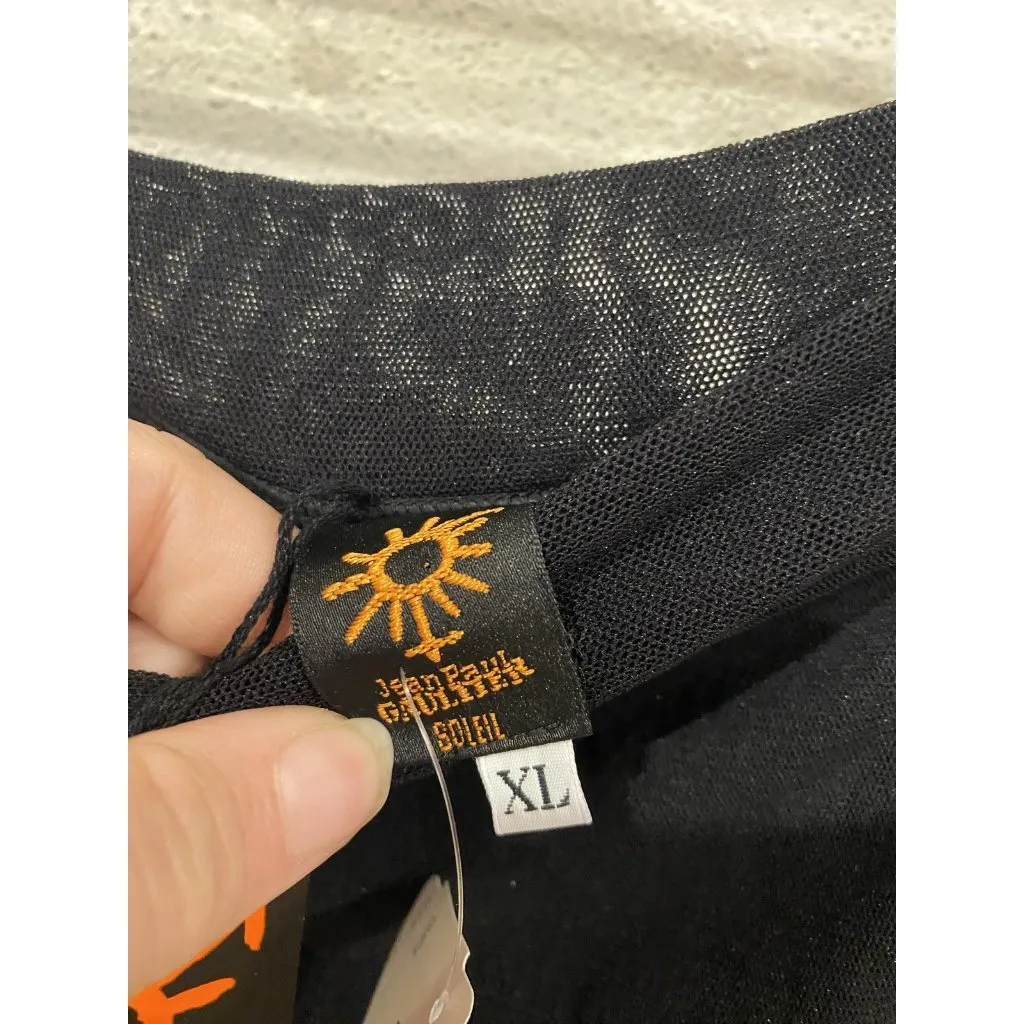 Jean Paul
GAULTIER
SOLEIL
XL